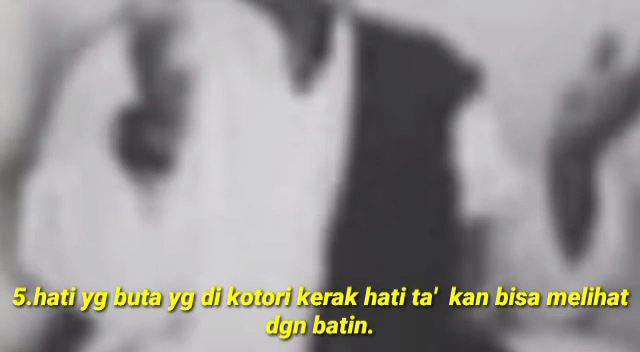 5.hati yg buta yg di kotori kerak hati ta' kan bisa melihat
dgn batin.